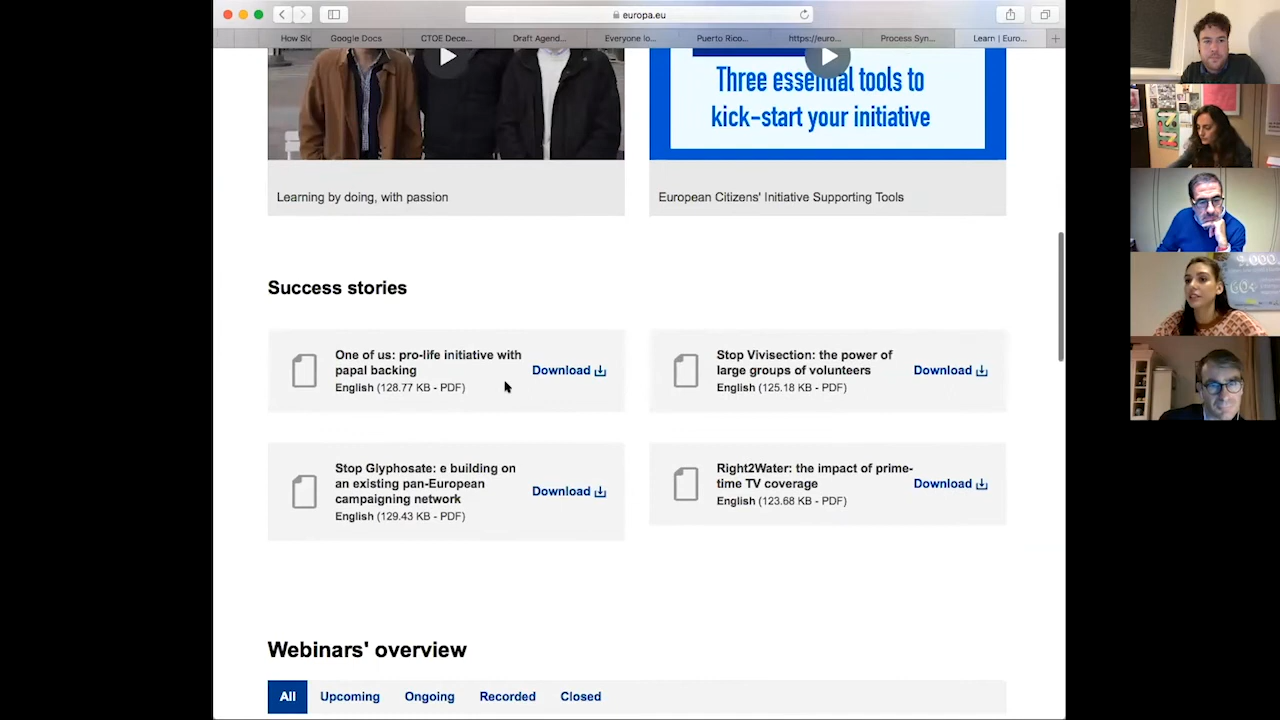 europa.eu
How Slo
Google Docs
CTOE Dece...
Draft Agend...
Everyone lo...
Puerto Rico...
https://euro...
Process Syn...
Learn | Euro...
Three essential tools to
kick-start your initiative
Learning by doing, with passion
European Citizens' Initiative Supporting Tools
Success stories
One of us: pro-life initiative with
papal backing
English (128.77 KB - PDF)
Download
Stop Vivisection: the power of
large groups of volunteers
English (125.18 KB - PDF)
Download
Stop Glyphosate: e building on
an existing pan-European
campaigning network
English (129.43 KB - PDF)
Download
Right2Water: the impact of prime-
time TV coverage
English (123.68 KB - PDF)
Download
Webinars' overview
All
Upcoming
Ongoing
Recorded
Closed